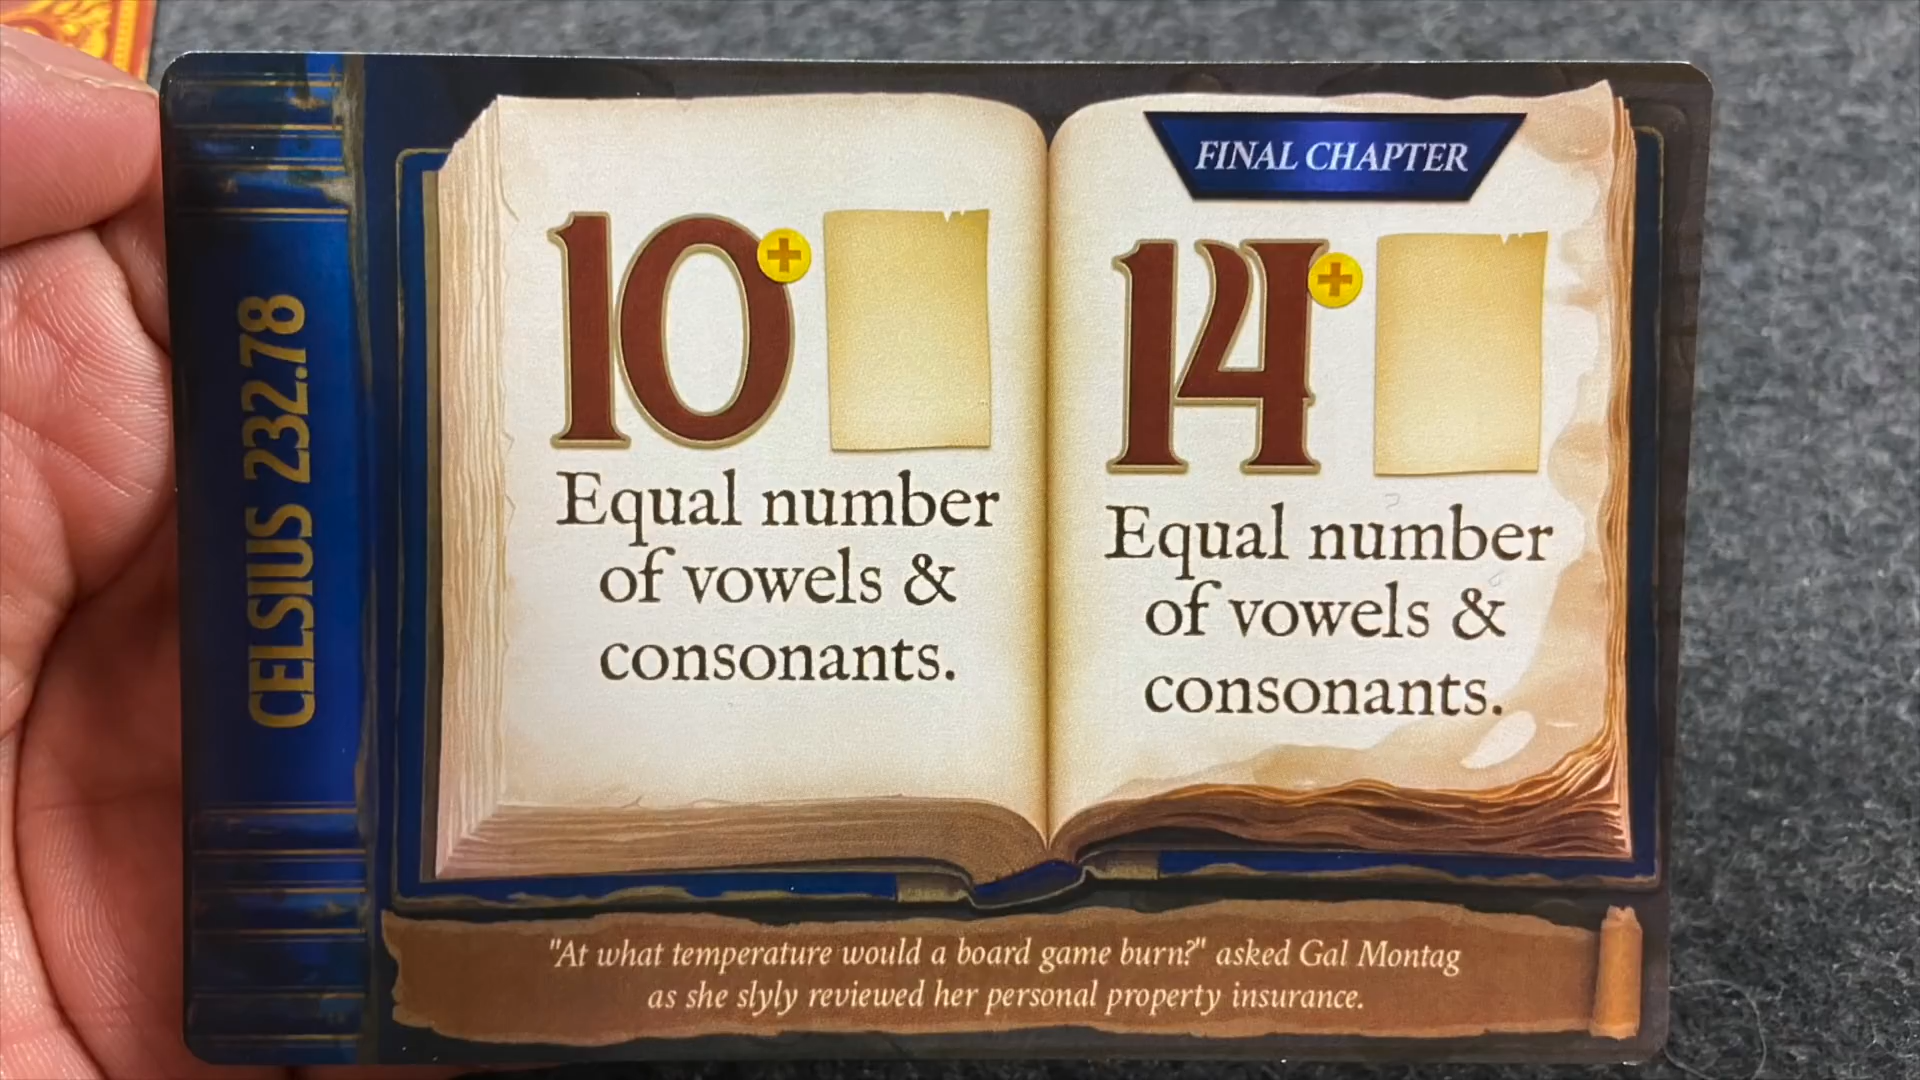 CELSIUS 232.78
10+
Equal number
of vowels &
consonants.
FINAL CHAPTER
14+
Equal number
of vowels &
consonants.
"At what temperature would a board game burn?" asked Gal Montag
as she slyly reviewed her personal property insurance.